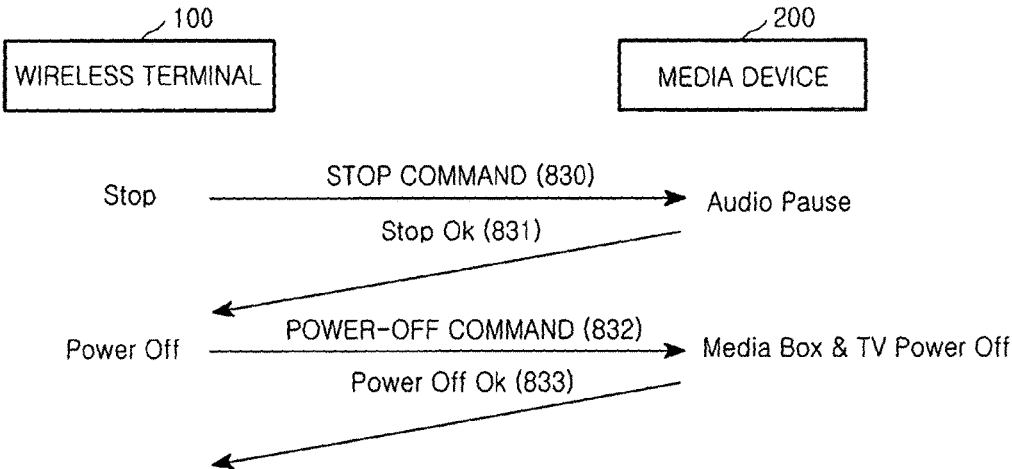 100
200
WIRELESS TERMINAL
MEDIA DEVICE
STOP COMMAND (830)
Stop
Audio Pause
Stop Ok (831)
POWER-OFF COMMAND (832)
Power Off
Media Box & TV Power Off
Power Off Ok (833)